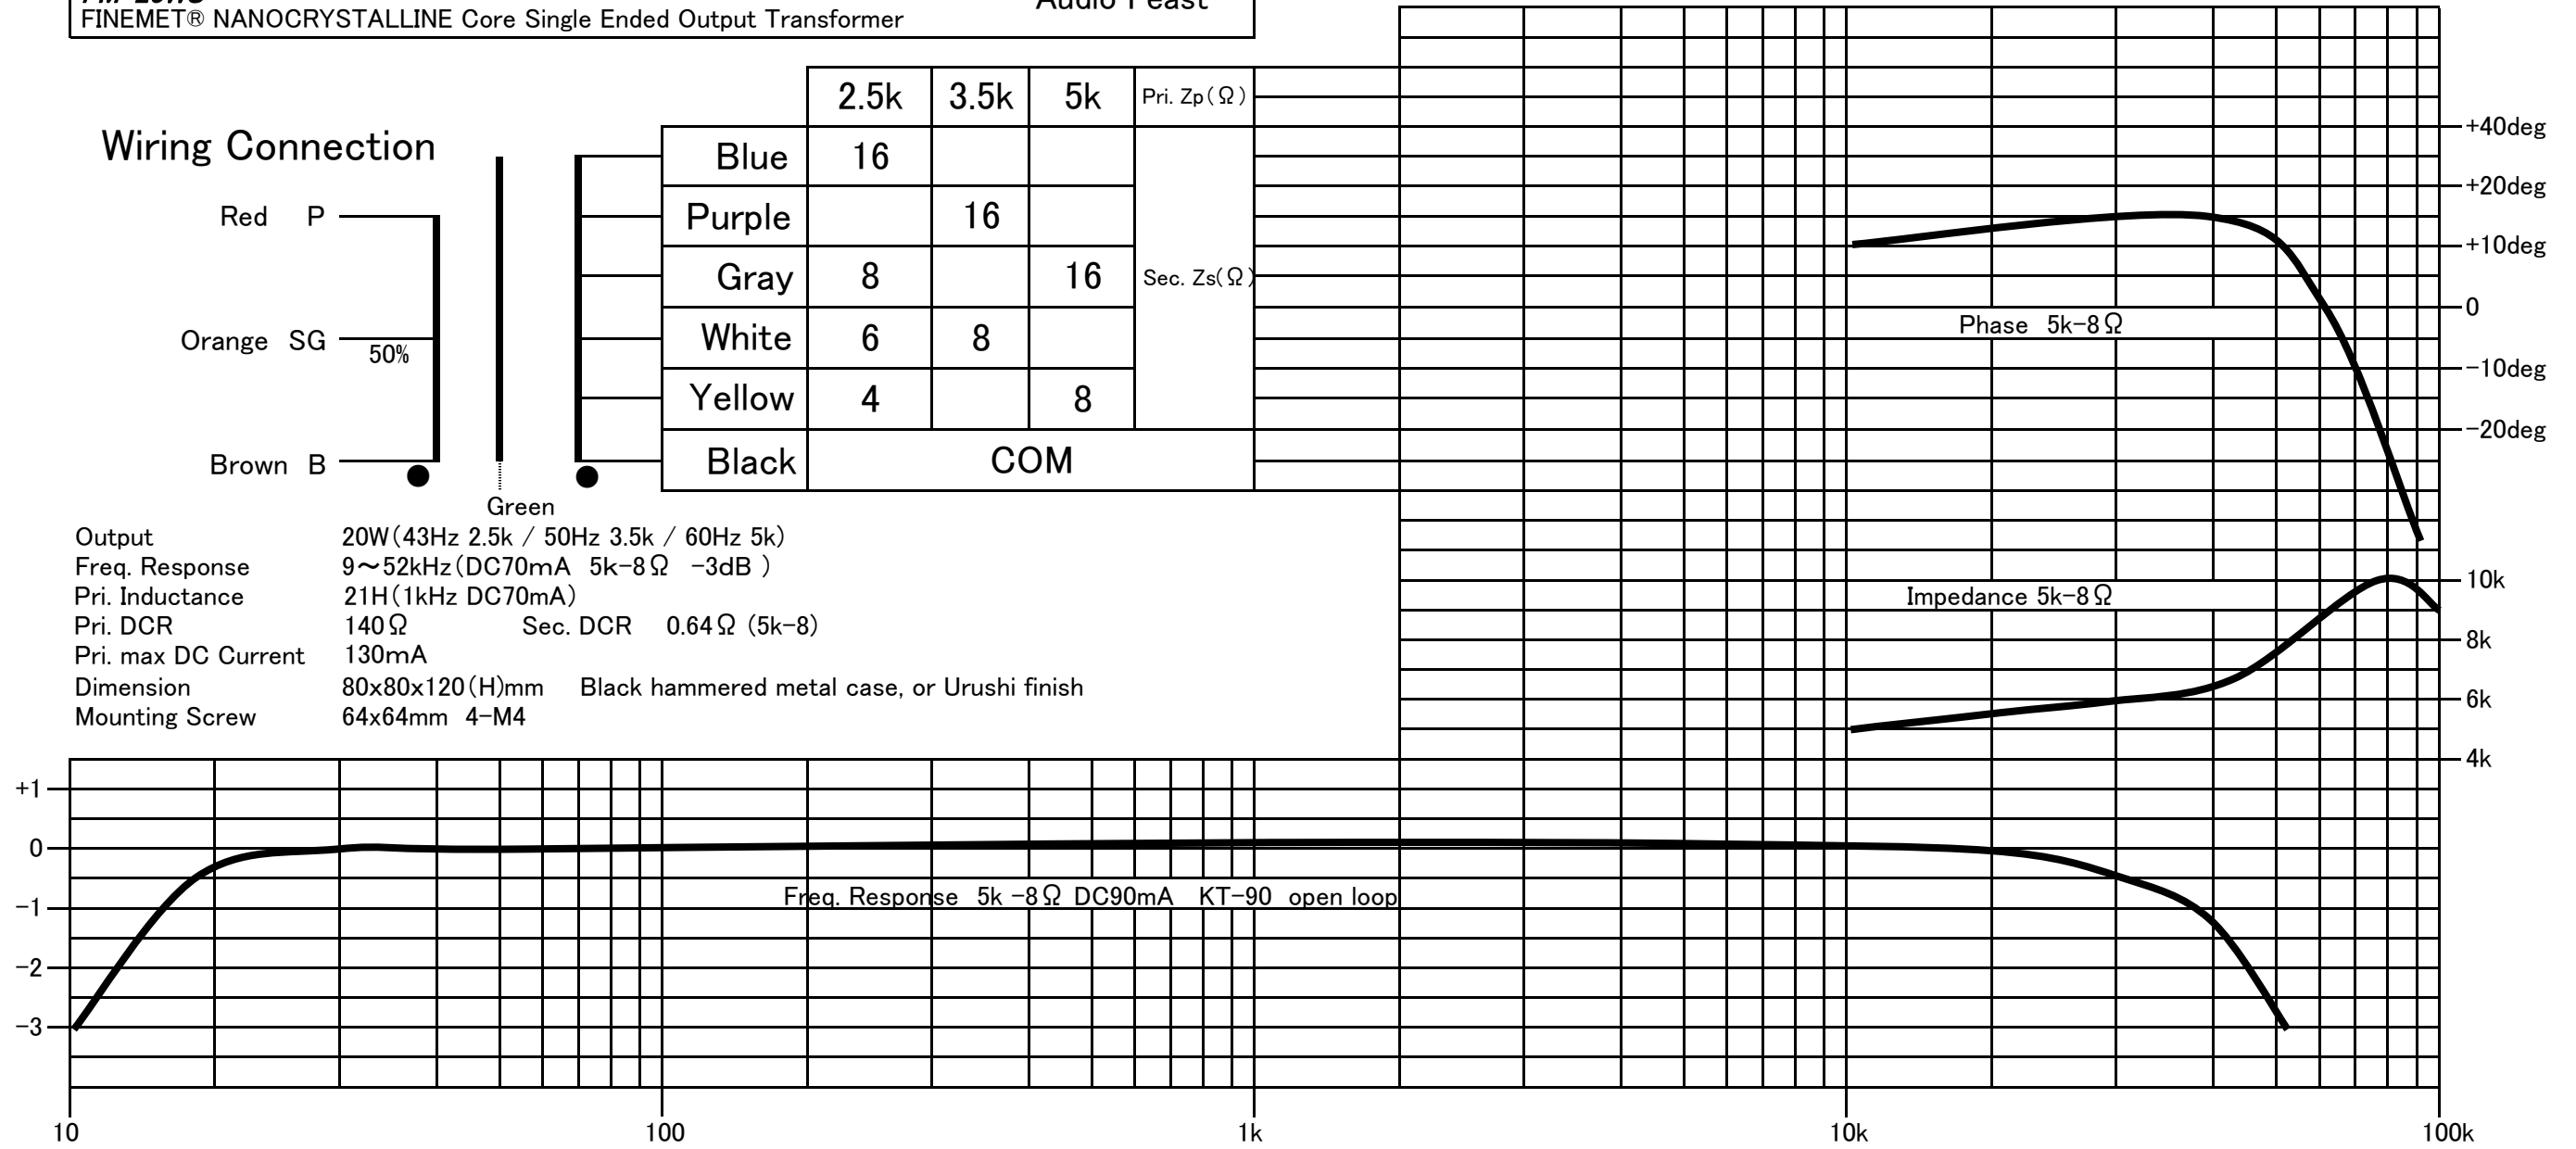 FINEMET® NANOCRYSTALLINE Core Single Ended Output Transformer
Audio Feast
2.5k 3.5k 5k Pri. Zp(Ω)
Wiring Connection
Blue 16
Red P
Purple 16
Gray 8 16 Sec. Zs(Ω)
Orange SG
50%
White 6 8
Yellow 4 8
Brown B
Black COM
Green
Output 20W(43Hz 2.5k / 50Hz 3.5k / 60Hz 5k)
Freq. Response 9～52kHz(DC70mA 5k-8Ω -3dB )
Pri. Inductance 21H(1kHz DC70mA)
Pri. DCR 140Ω Sec. DCR 0.64Ω (5k-8)
Pri. max DC Current 130mA
Dimension 80x80x120(H)mm Black hammered metal case, or Urushi finish
Mounting Screw 64x64mm 4-M4
+40deg
+20deg
+10deg
0
Phase 5k-8Ω
-10deg
-20deg
10k
Impedance 5k-8Ω
8k
6k
4k
+1
0
Freq. Response 5k -8Ω DC90mA KT-90 open loop
-1
-2
-3
10 100 1k 10k 100k